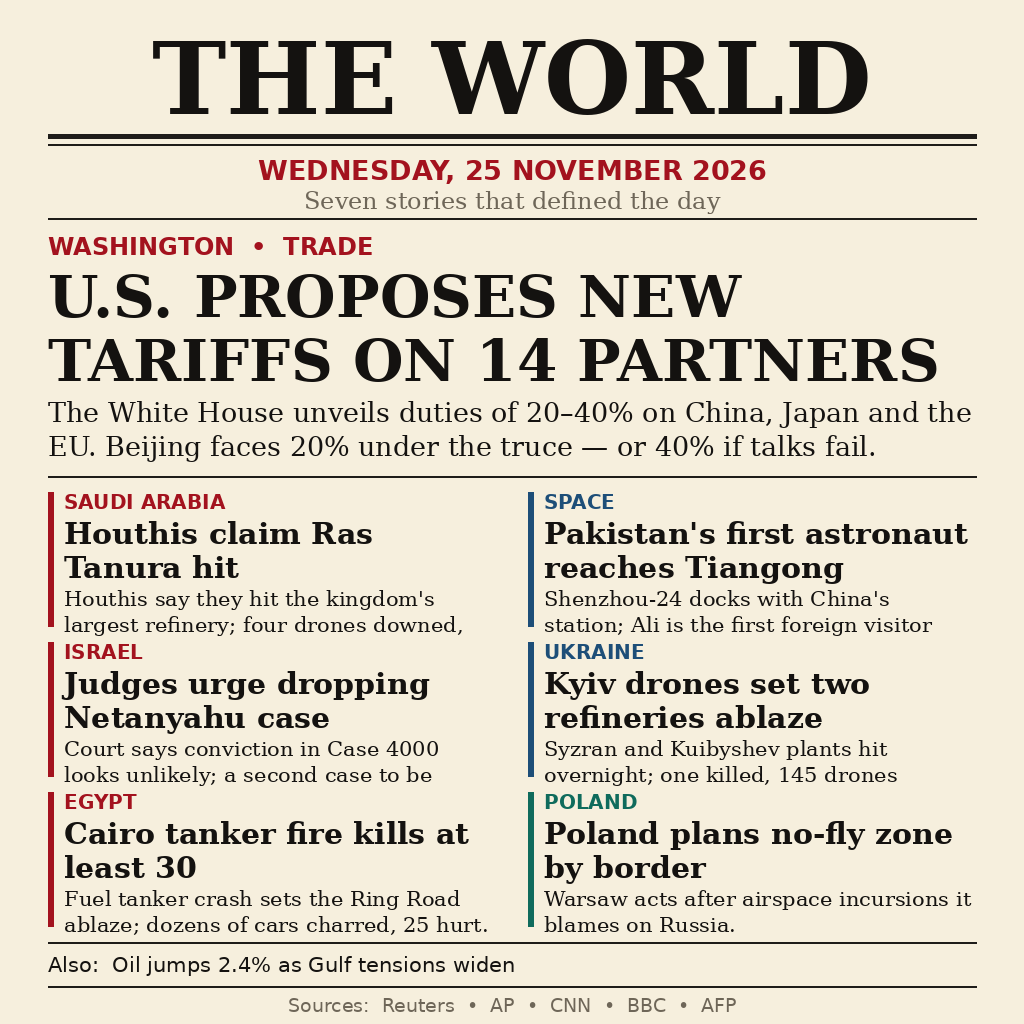 THE WORLD
WEDNESDAY, 25 NOVEMBER 2026
Seven stories that defined the day
WASHINGTON • TRADE
U.S. PROPOSES NEW
TARIFFS ON 14 PARTNERS
The White House unveils duties of 20–40% on China, Japan and the
EU. Beijing faces 20% under the truce — or 40% if talks fail.
SAUDI ARABIA
Houthis claim Ras
Tanura hit
Houthis say they hit the kingdom's
largest refinery; four drones downed,
ISRAEL
Judges urge dropping
Netanyahu case
Court says conviction in Case 4000
looks unlikely; a second case to be
EGYPT
Cairo tanker fire kills at
least 30
Fuel tanker crash sets the Ring Road
ablaze; dozens of cars charred, 25 hurt.
SPACE
Pakistan's first astronaut
reaches Tiangong
Shenzhou-24 docks with China's
station; Ali is the first foreign visitor
UKRAINE
Kyiv drones set two
refineries ablaze
Syzran and Kuibyshev plants hit
overnight; one killed, 145 drones
POLAND
Poland plans no-fly zone
by border
Warsaw acts after airspace incursions it
blames on Russia.
Also: Oil jumps 2.4% as Gulf tensions widen
Sources: Reuters • AP • CNN • BBC • AFP